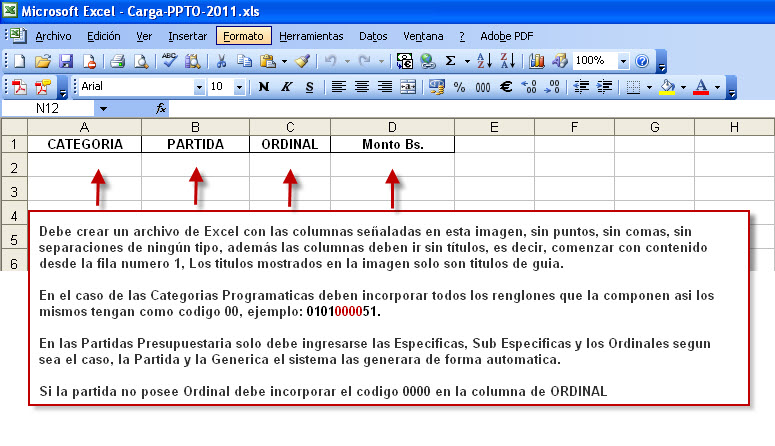 Microsoft Excel - Carga-PPTO-2011.xls
Archivo Edición Ver Insertar Formato Herramientas Datos Ventana ? Adobe PDF
100%
Arial 10 N K S % 000 €
N12 fx
A B C D E F G H
1 CATEGORIA PARTIDA ORDINAL Monto Bs.
2
3
4
5
6
Debe crear un archivo de Excel con las columnas señaladas en esta imagen, sin puntos, sin comas, sin
separaciones de ningún tipo, además las columnas deben ir sin títulos, es decir, comenzar con contenido
desde la fila numero 1, Los titulos mostrados en la imagen solo son titulos de guia.
En el caso de las Categorias Programaticas deben incorporar todos los renglones que la componen asi los
mismos tengan como codigo 00, ejemplo: 0101000051.
En las Partidas Presupuestaria solo debe ingresarse las Especificas, Sub Especificas y los Ordinales segun
sea el caso, la Partida y la Generica el sistema las generara de forma automatica.
Si la partida no posee Ordinal debe incorporar el codigo 0000 en la columna de ORDINAL